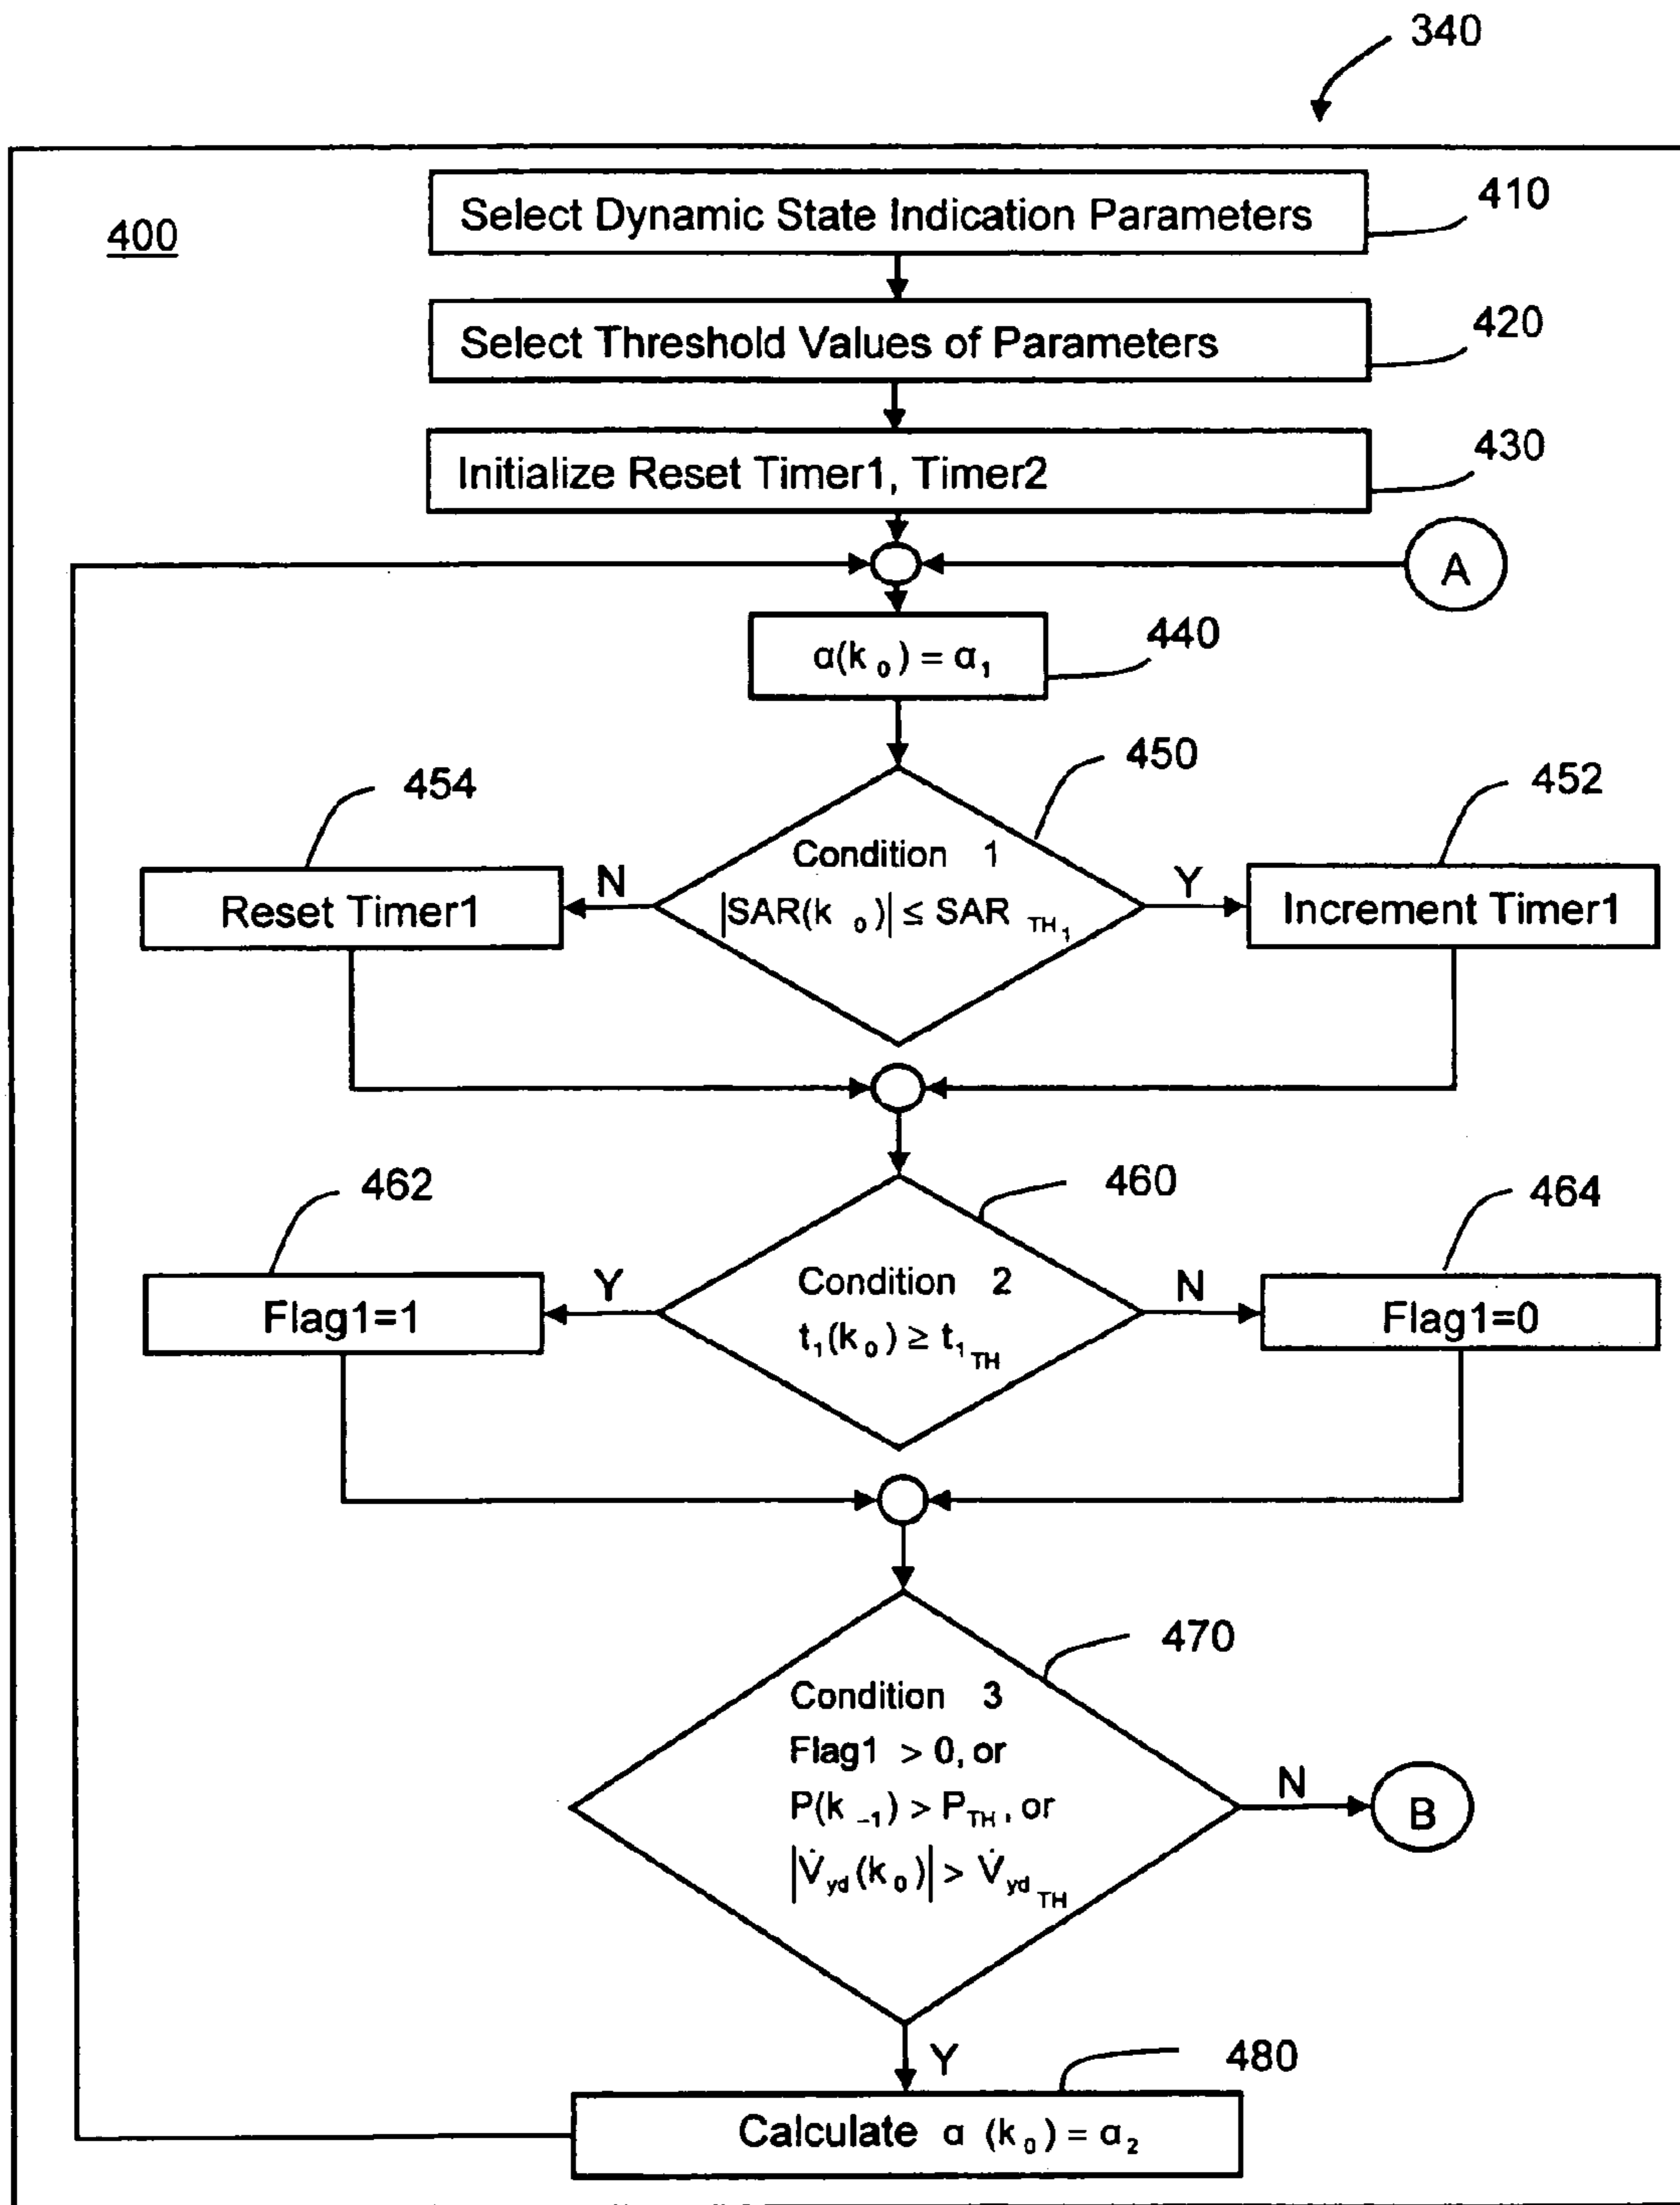 340
400
Select Dynamic State Indication Parameters
410
Select Threshold Values of Parameters
420
Initialize Reset Timer1, Timer2
430
A
α(k₀) = α₁
440
450
454
452
Condition 1
|SAR(k₀)| ≤ SAR_TH₁
N
Y
Reset Timer1
Increment Timer1
462
460
464
Condition 2
t₁(k₀) ≥ t₁_TH
Y
N
Flag1=1
Flag1=0
470
Condition 3
Flag1 > 0, or
P(k₋₁) > P_TH, or
|V̇_yd(k₀)| > V̇_yd_TH
N
B
Y
480
Calculate α (k₀) = α₂